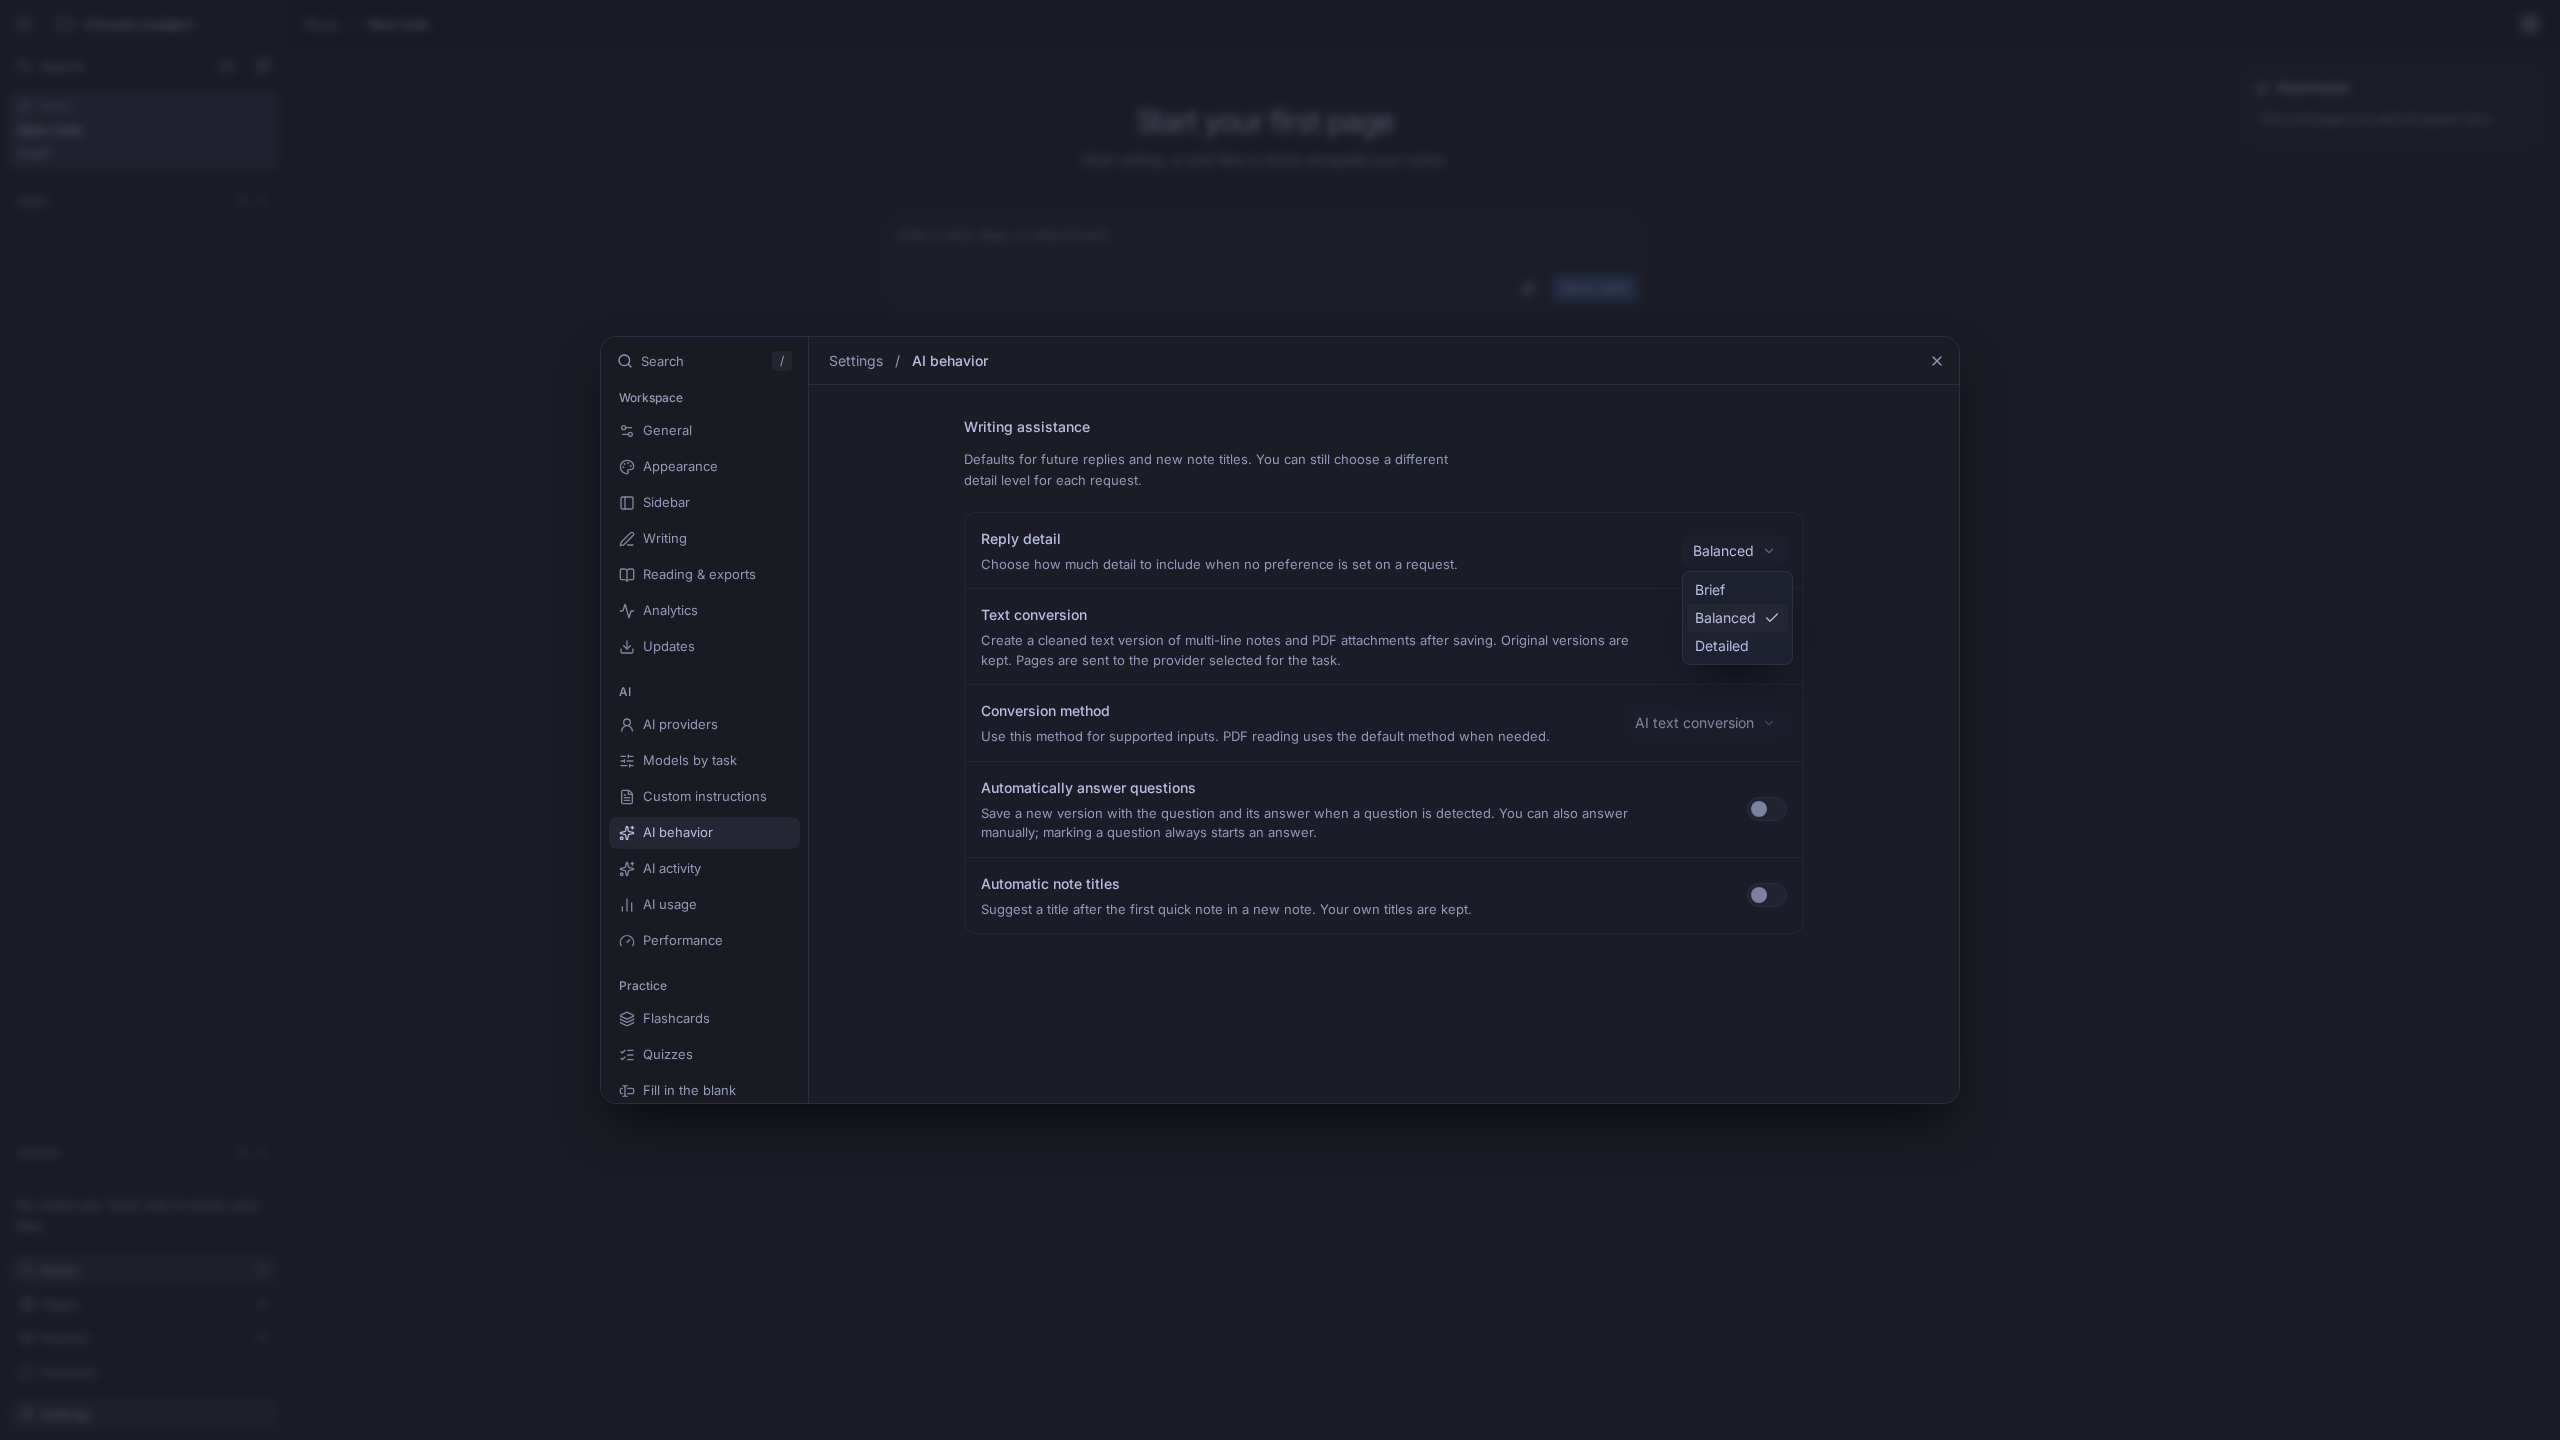 Start your first page
Search /
Workspace
General
Appearance
Sidebar
Writing
Reading & exports
Analytics
Updates
AI
AI providers
Models by task
Custom instructions
AI behavior
AI activity
AI usage
Performance
Practice
Flashcards
Quizzes
Fill in the blank
Settings / AI behavior
Writing assistance
Defaults for future replies and new note titles. You can still choose a different
detail level for each request.
Reply detail
Choose how much detail to include when no preference is set on a request.
Balanced
Brief
Balanced
Detailed
Text conversion
Create a cleaned text version of multi-line notes and PDF attachments after saving. Original versions are
kept. Pages are sent to the provider selected for the task.
Conversion method
Use this method for supported inputs. PDF reading uses the default method when needed.
AI text conversion
Automatically answer questions
Save a new version with the question and its answer when a question is detected. You can also answer
manually; marking a question always starts an answer.
Automatic note titles
Suggest a title after the first quick note in a new note. Your own titles are kept.